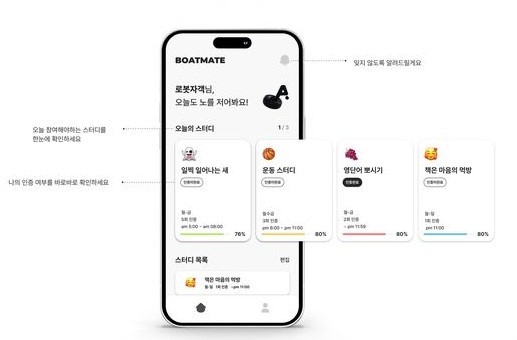 BOATMATE
잊지 않도록 알려드릴게요
로봇자객님,
오늘도 노를 저어봐요!
오늘 참여해야하는 스터디를
한눈에 확인하세요
오늘의 스터디
1 / 3
나의 인증 여부를 바로바로 확인하세요
일찍 일어나는 새
인증미완료
월-금
5회 인증
am 5:00 ~ am 08:00
76%
운동 스터디
인증미완료
월수금
3회 인증
pm 6:00 ~ pm 11:00
80%
영단어 뽀시기
인증완료
월-금
2회 인증
~ pm 11:59
80%
책은 마음의 먹방
인증미완료
월-일
1회 인증
pm 11:00
80%
스터디 목록
편집
책은 마음의 먹방
월-일 1회 인증 ~pm 11:00